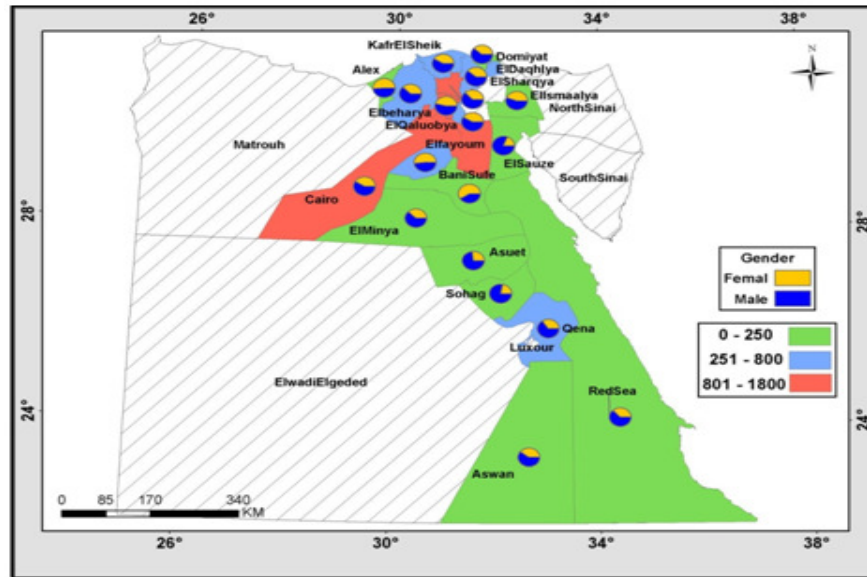 26°
30°
34°
38°
KafrElSheik
Domiyat
ElDaqhlya
Alex
ElSharqya
ElIsmaalya
NorthSinai
Elbeharya
ElQaluobya
Matrouh
Elfayoum
ElSauze
BaniSufe
SouthSinai
Cairo
28°
28°
ElMinya
Asuet
Sohag
Qena
Luxour
ElwadiElgeded
RedSea
24°
24°
Aswan
N
Gender
Femal
Male
0 - 250
251 - 800
801 - 1800
0 85 170 340
KM
26°
30°
34°
38°